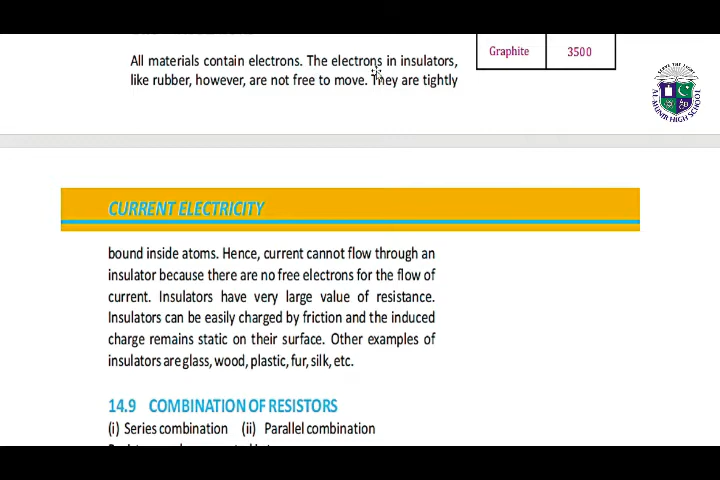 Graphite 3500
All materials contain electrons. The electrons in insulators,
like rubber, however, are not free to move. They are tightly
AL-MUNIR HIGH SCHOOL
CURRENT ELECTRICITY
bound inside atoms. Hence, current cannot flow through an
insulator because there are no free electrons for the flow of
current. Insulators have very large value of resistance.
Insulators can be easily charged by friction and the induced
charge remains static on their surface. Other examples of
insulators are glass, wood, plastic, fur, silk, etc.
14.9 COMBINATION OF RESISTORS
(i) Series combination (ii) Parallel combination